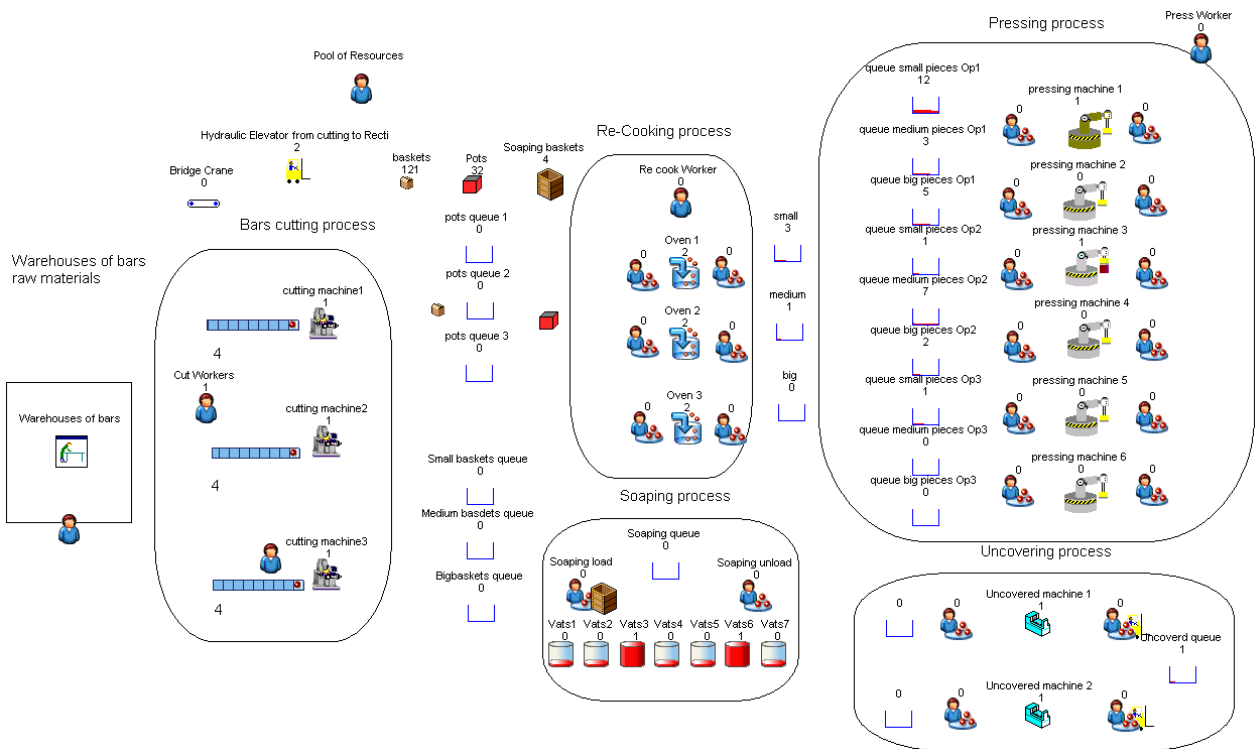 Pressing process
Press Worker
0
Pool of Resources
Hydraulic Elevator from cutting to Recti
2
Bridge Crane
0
baskets
121
Pots
32
Soaping baskets
4
Re-Cooking process
Re cook Worker
0
Bars cutting process
Warehouses of bars
raw materials
cutting machine1
1
4
Cut Workers
1
cutting machine2
1
4
cutting machine3
1
4
Warehouses of bars
pots queue 1
0
pots queue 2
0
pots queue 3
0
Small baskets queue
0
Medium basdets queue
0
Bigbaskets queue
0
Oven 1
0
2
0
Oven 2
0
2
0
Oven 3
0
2
0
small
3
medium
1
big
0
Soaping process
Soaping queue
0
Soaping load
0
Soaping unload
0
Vats1
0
Vats2
0
Vats3
1
Vats4
0
Vats5
0
Vats6
1
Vats7
0
queue small pieces Op1
12
queue medium pieces Op1
3
queue big pieces Op1
5
queue small pieces Op2
1
queue medium pieces Op2
7
queue big pieces Op2
2
queue small pieces Op3
1
queue medium pieces Op3
0
queue big pieces Op3
0
pressing machine 1
0
1
0
pressing machine 2
0
0
0
pressing machine 3
0
1
0
pressing machine 4
0
0
0
pressing machine 5
0
0
0
pressing machine 6
0
0
0
Uncovering process
Uncovered machine 1
0
0
1
0
Uncoverd queue
1
Uncovered machine 2
0
0
1
0